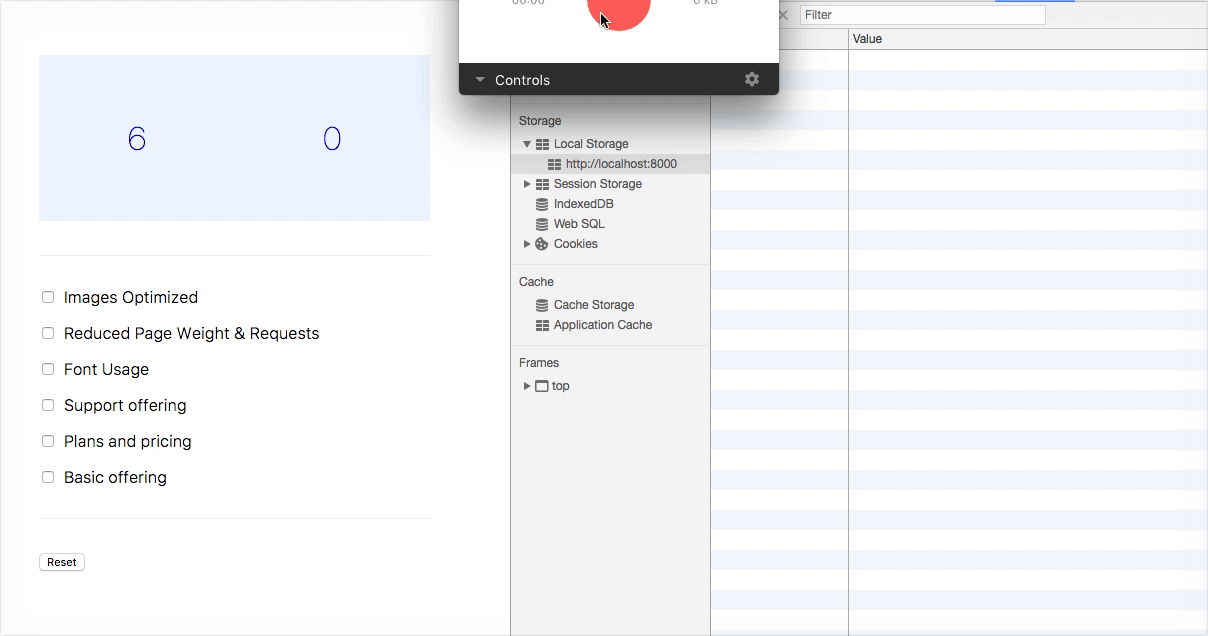 00:00
0 kB
Controls
6
0
Images Optimized
Reduced Page Weight & Requests
Font Usage
Support offering
Plans and pricing
Basic offering
Reset
Storage
Local Storage
http://localhost:8000
Session Storage
IndexedDB
Web SQL
Cookies
Cache
Cache Storage
Application Cache
Frames
top
Filter
Value